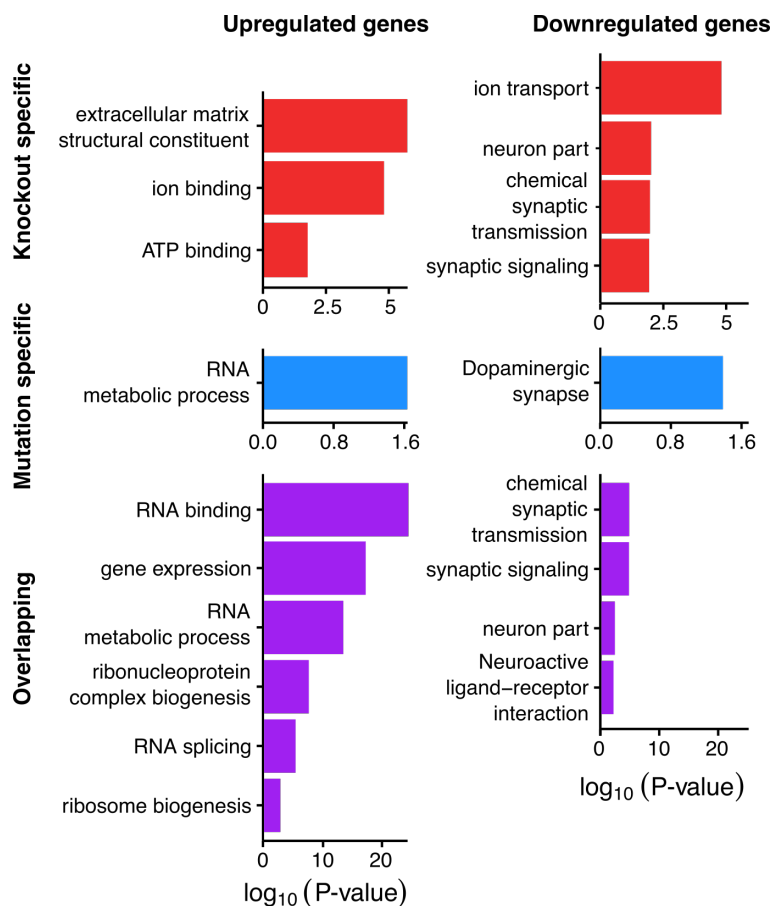 Upregulated genes
Downregulated genes
Knockout specific
extracellular matrix
structural constituent
ion binding
ATP binding
0 2.5 5
ion transport
neuron part
chemical
synaptic
transmission
synaptic signaling
0 2.5 5
Mutation specific
RNA
metabolic process
0.0 0.8 1.6
Dopaminergic
synapse
0.0 0.8 1.6
Overlapping
RNA binding
gene expression
RNA
metabolic process
ribonucleoprotein
complex biogenesis
RNA splicing
ribosome biogenesis
0 10 20
log10 (P-value)
chemical
synaptic
transmission
synaptic signaling
neuron part
Neuroactive
ligand–receptor
interaction
0 10 20
log10 (P-value)